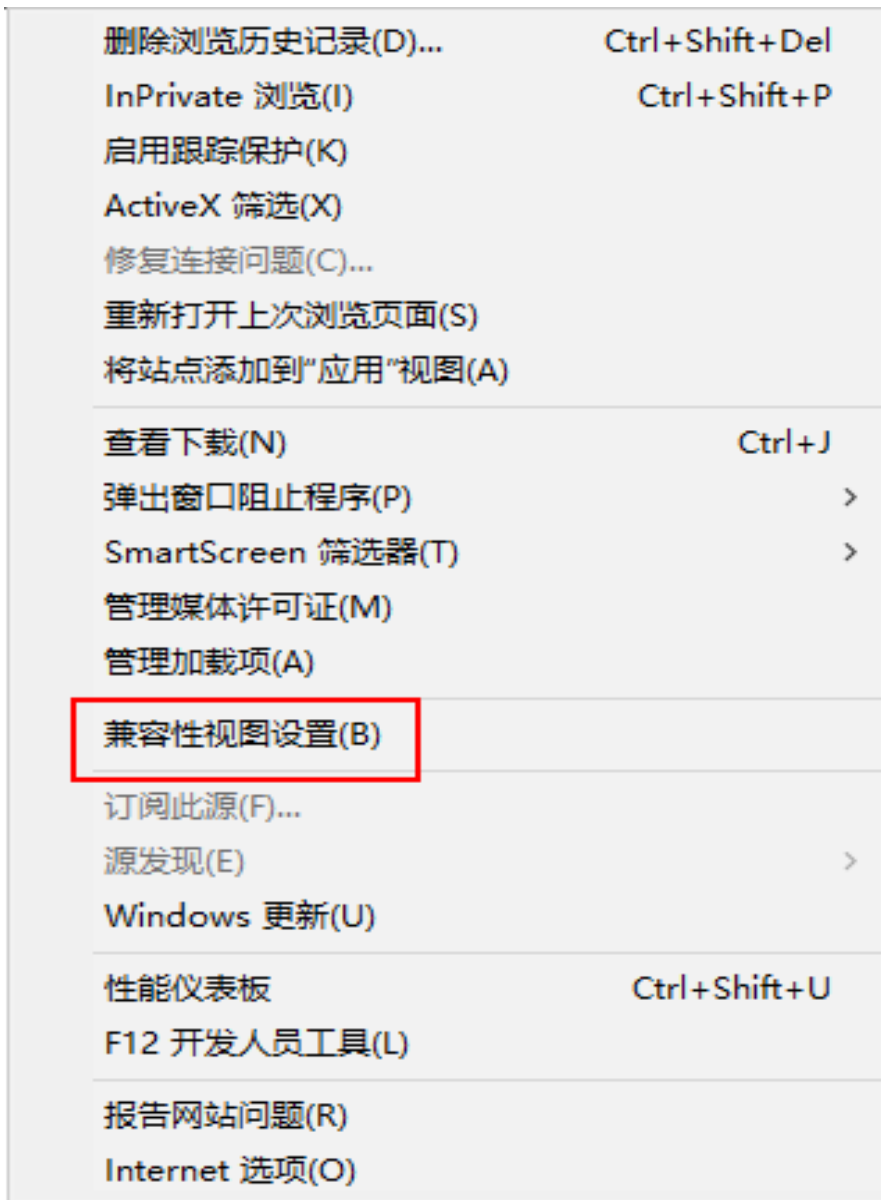 删除浏览历史记录(D)... Ctrl+Shift+Del
InPrivate 浏览(I) Ctrl+Shift+P
启用跟踪保护(K)
ActiveX 筛选(X)
修复连接问题(C)...
重新打开上次浏览页面(S)
将站点添加到"应用"视图(A)
查看下载(N) Ctrl+J
弹出窗口阻止程序(P)
SmartScreen 筛选器(T)
管理媒体许可证(M)
管理加载项(A)
兼容性视图设置(B)
订阅此源(F)...
源发现(E)
Windows 更新(U)
性能仪表板 Ctrl+Shift+U
F12 开发人员工具(L)
报告网站问题(R)
Internet 选项(O)